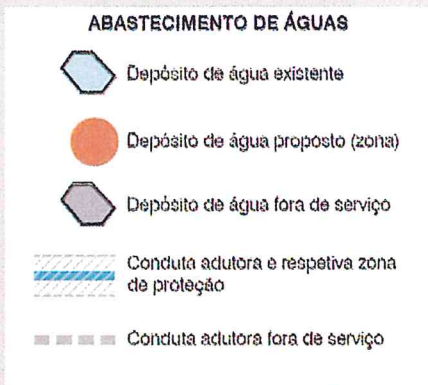 ABASTECIMENTO DE ÁGUAS
Depósito de água existente
Depósito de água proposto (zona)
Depósito de água fora de serviço
Conduta adutora e respetiva zona
de proteção
Conduta adutora fora de serviço